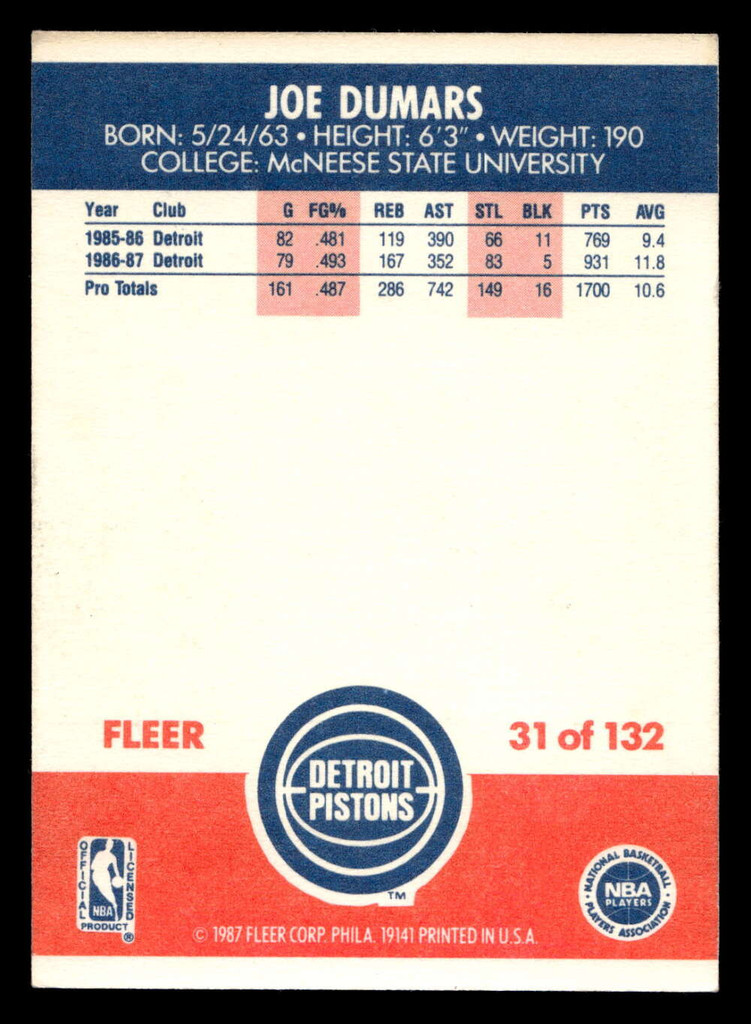 JOE DUMARS
BORN: 5/24/63 • HEIGHT: 6'3" • WEIGHT: 190
COLLEGE: McNEESE STATE UNIVERSITY
Year Club G FG% REB AST STL BLK PTS AVG
1985-86 Detroit 82 .481 119 390 66 11 769 9.4
1986-87 Detroit 79 .493 167 352 83 5 931 11.8
Pro Totals 161 .487 286 742 149 16 1700 10.6
FLEER
31 of 132
DETROIT
PISTONS
TM
OFFICIAL
LICENSED
NBA
PRODUCT
®
NATIONAL BASKETBALL
NBA
PLAYERS
PLAYERS ASSOCIATION
© 1987 FLEER CORP. PHILA. 19141 PRINTED IN U.S.A.